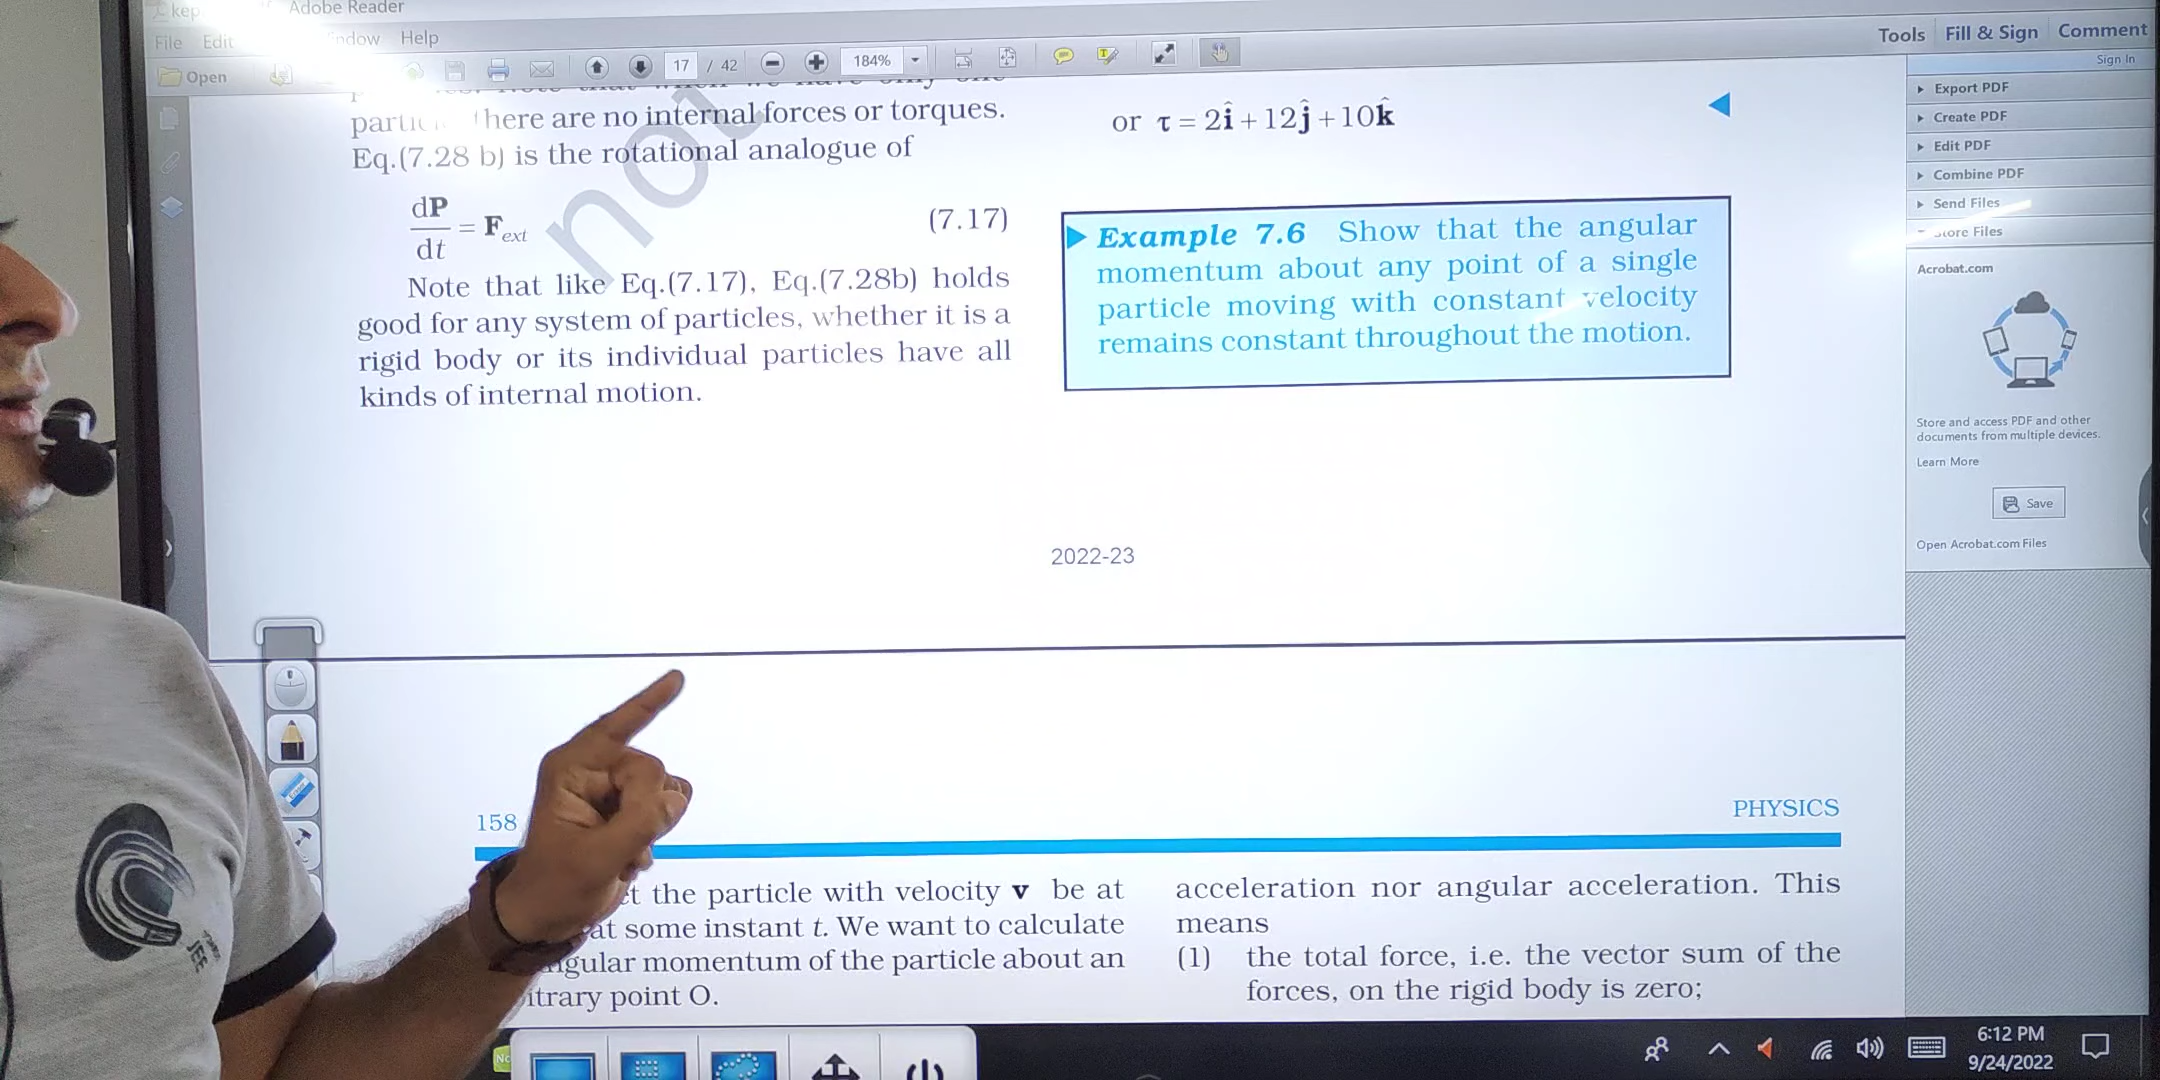 Adobe Reader
File Edit Window Help
Open
17 / 42
184%
Tools Fill & Sign Comment
Sign In
there are no internal forces or torques.
Eq.(7.28 b) is the rotational analogue of
dP
dt
= F_ext
(7.17)
Note that like Eq.(7.17), Eq.(7.28b) holds
good for any system of particles, whether it is a
rigid body or its individual particles have all
kinds of internal motion.
not
or τ = 2î + 12ĵ + 10k̂
Example 7.6 Show that the angular
momentum about any point of a single
particle moving with constant velocity
remains constant throughout the motion.
2022-23
158
PHYSICS
the particle with velocity v be at
at some instant t. We want to calculate
momentum of the particle about an
point O.
acceleration nor angular acceleration. This
means
(1) the total force, i.e. the vector sum of the
forces, on the rigid body is zero;
Export PDF
Create PDF
Edit PDF
Combine PDF
Send Files
Store Files
Acrobat.com
Store and access PDF and other
documents from multiple devices.
Learn More
Save
Open Acrobat.com Files
JEE
6:12 PM
9/24/2022